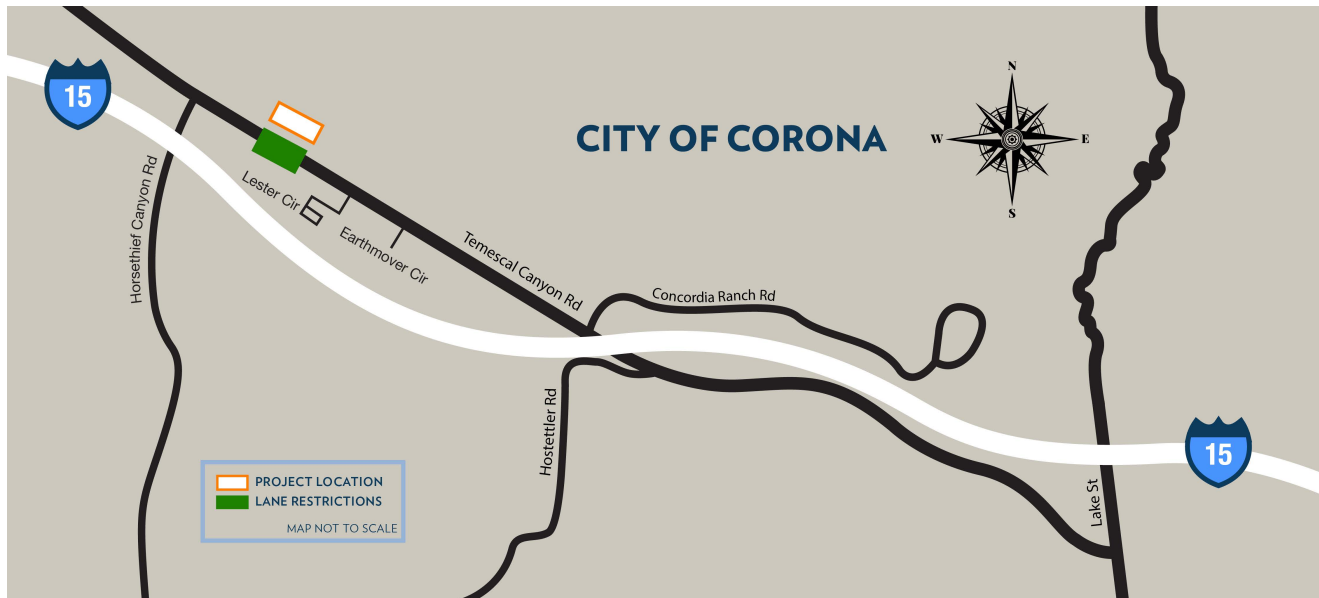 N
15
CITY OF CORONA
W
E
Horsethief Canyon Rd
Lester Cir
S
Earthmover Cir
Temescal Canyon Rd
Concordia Ranch Rd
Hostettler Rd
15
Lake St
PROJECT LOCATION
LANE RESTRICTIONS
MAP NOT TO SCALE